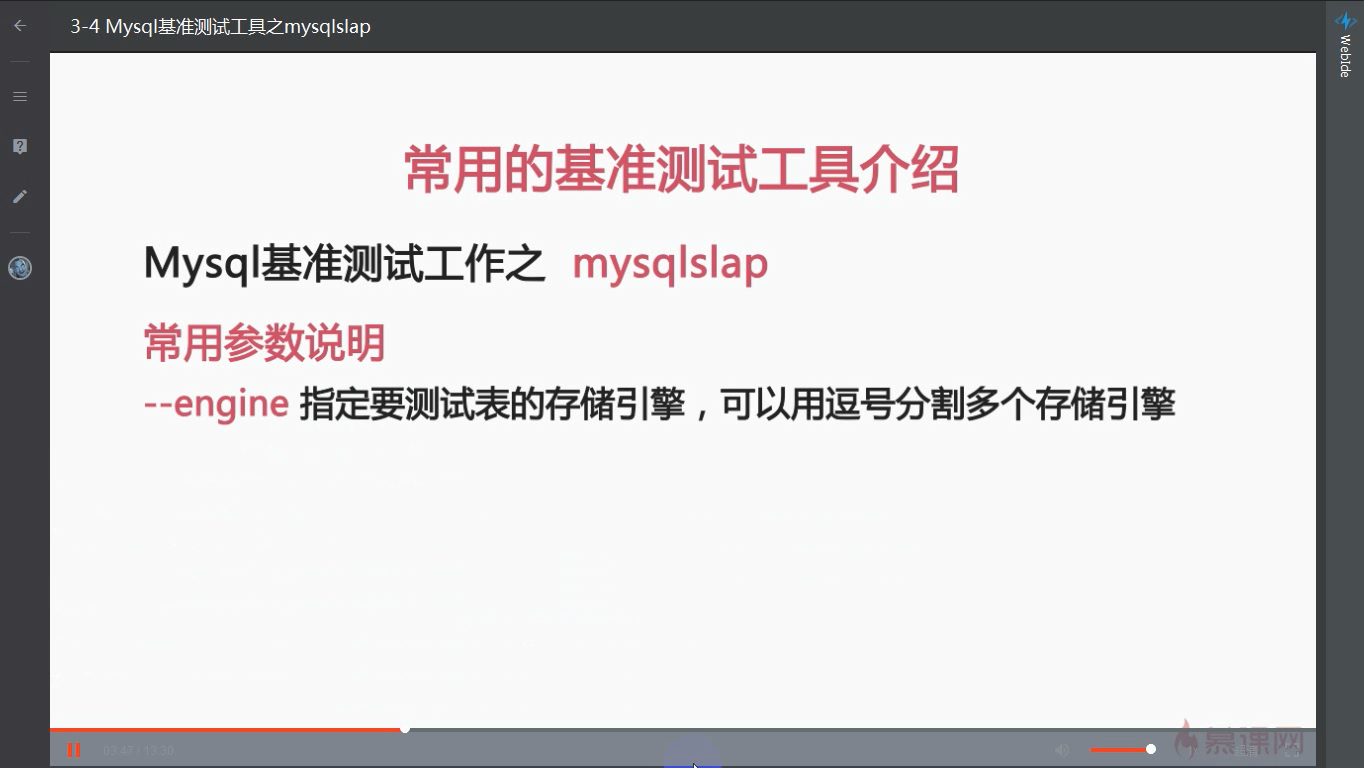 3-4 Mysql基准测试工具之mysqlslap
WebIde
常用的基准测试工具介绍
Mysql基准测试工作之 mysqlslap
常用参数说明
--engine 指定要测试表的存储引擎，可以用逗号分割多个存储引擎
03:47 / 13:30
慕课网